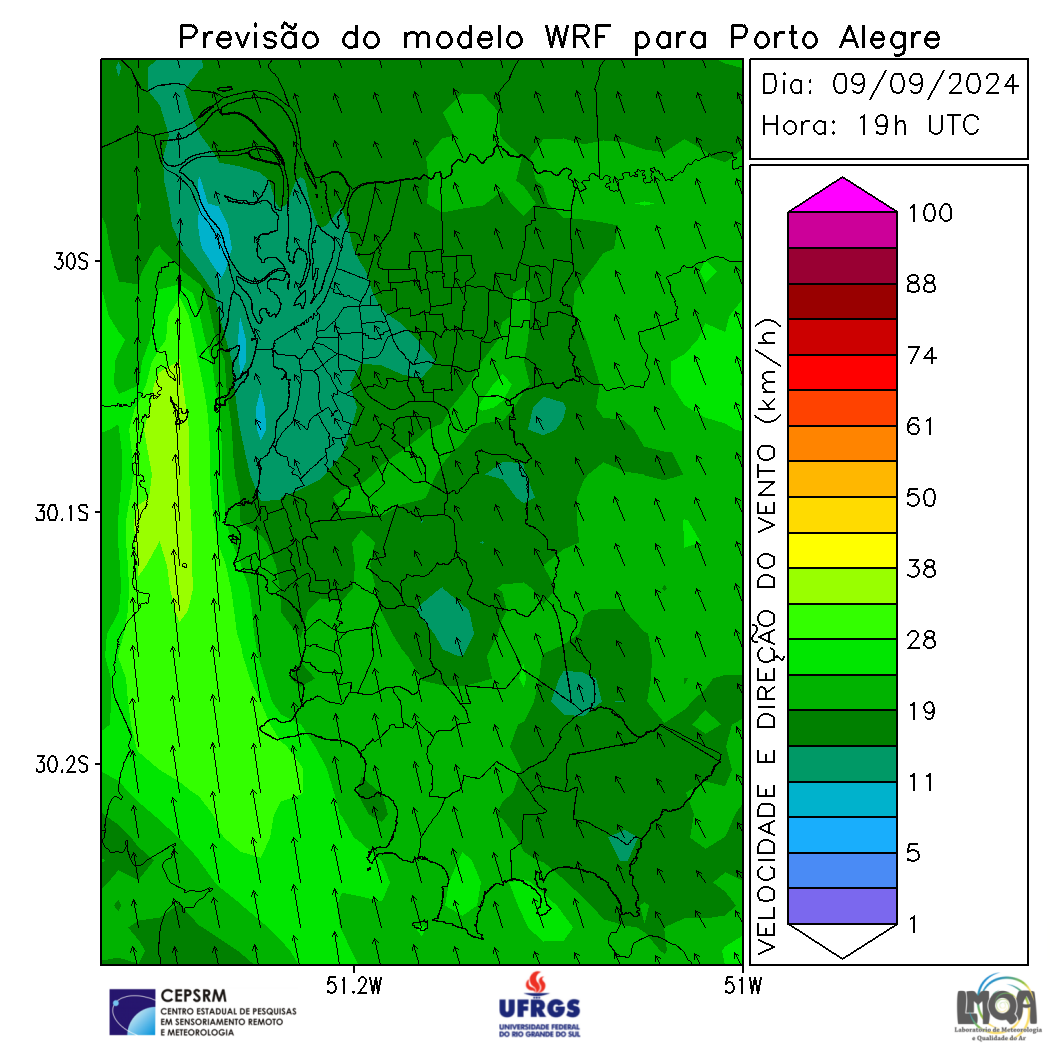 Previsão do modelo WRF para Porto Alegre
Dia: 09/09/2024
Hora: 19h UTC
30S
30.1S
30.2S
51.2W
51W
VELOCIDADE E DIREÇÃO DO VENTO (km/h)
100
88
74
61
50
38
28
19
11
5
1
CEPSRM
CENTRO ESTADUAL DE PESQUISAS
EM SENSORIAMENTO REMOTO
E METEOROLOGIA
UFRGS
UNIVERSIDADE FEDERAL
DO RIO GRANDE DO SUL
LMQA
Laboratório de Meteorologia
e Qualidade do Ar